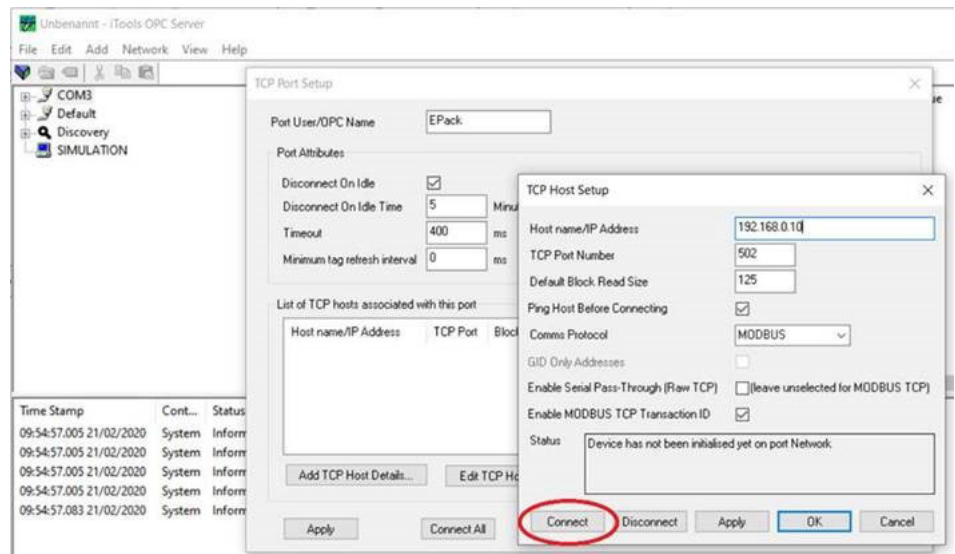 Unbenannt - iTools OPC Server
File Edit Add Network View Help
COM3
Default
Discovery
SIMULATION
TCP Port Setup
Port User/OPC Name EPack
Port Attributes
Disconnect On Idle
Disconnect On Idle Time 5
Timeout 400 ms
Minimum tag refresh interval 0 ms
List of TCP hosts associated with this port
Host name/IP Address TCP Port
Add TCP Host Details...
Apply Connect All
TCP Host Setup
Host name/IP Address 192.168.0.10
TCP Port Number 502
Default Block Read Size 125
Ping Host Before Connecting
Comms Protocol MODBUS
GID Only Addresses
Enable Serial Pass-Through (Raw TCP) (leave unselected for MODBUS TCP)
Enable MODBUS TCP Transaction ID
Status Device has not been initialised yet on port Network
Connect Disconnect Apply OK Cancel
Time Stamp Cont... Status
09:54:57.005 21/02/2020 System Inform
09:54:57.005 21/02/2020 System Inform
09:54:57.005 21/02/2020 System Inform
09:54:57.005 21/02/2020 System Inform
09:54:57.083 21/02/2020 System Inform